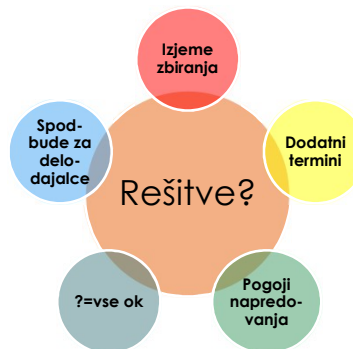 Izjeme
zbiranja
Spod-
bude za
delo-
dajalce
Dodatni
termini
Rešitve?
?=vse ok
Pogoji
napredo-
vanja